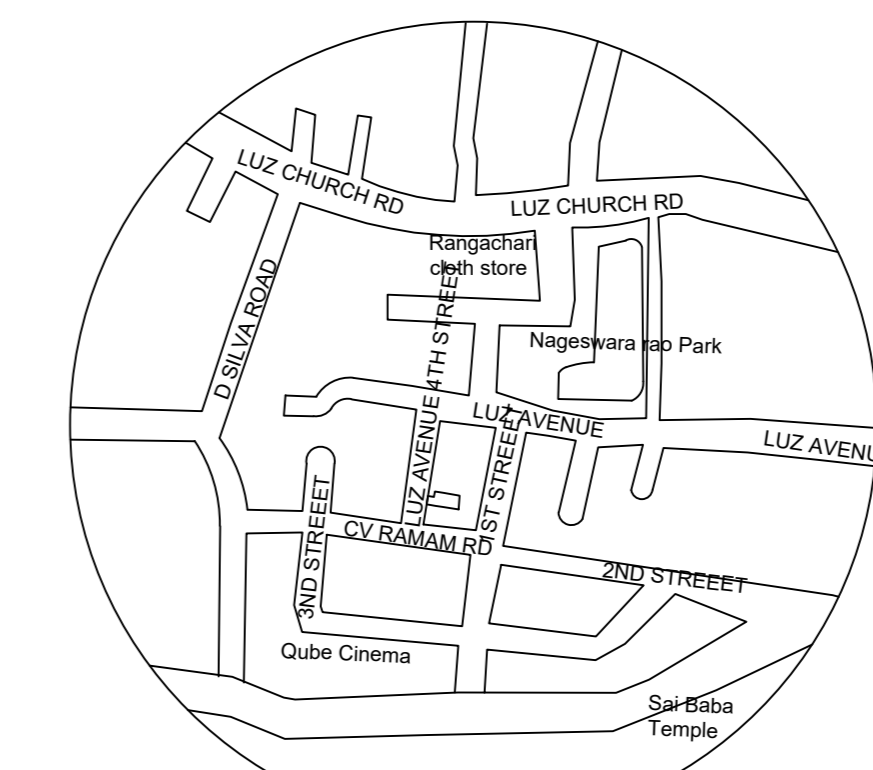 LUZ CHURCH RD
LUZ CHURCH RD
Rangachari
cloth store
D SILVA ROAD
LUZ AVENUE 4TH STREET
Nageswara rao Park
LUZ AVENUE
LUZ AVENU
1ST STREEET
CV RAMAM RD
3ND STREEET
2ND STREEET
Qube Cinema
Sai Baba
Temple